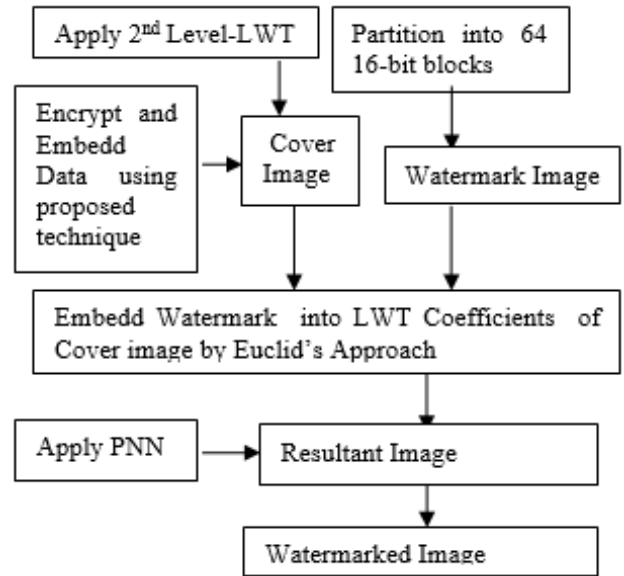 Apply 2nd Level-LWT
Partition into 64
16-bit blocks
Encrypt and
Embedd
Data using
proposed
technique
Cover
Image
Watermark Image
Embedd Watermark into LWT Coefficients of
Cover image by Euclid's Approach
Apply PNN
Resultant Image
Watermarked Image